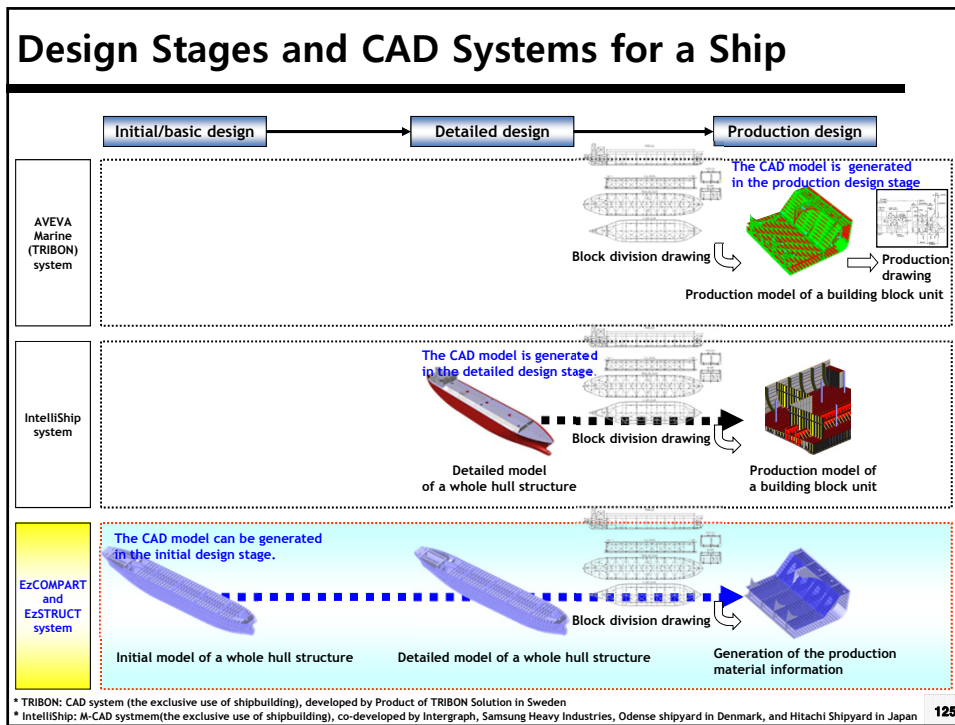 Design Stages and CAD Systems for a Ship
Initial/basic design
Detailed design
Production design
AVEVA
Marine
(TRIBON)
system
The CAD model is generated
in the production design stage
Block division drawing
Production
drawing
Production model of a building block unit
IntelliShip
system
The CAD model is generated
in the detailed design stage.
Block division drawing
Detailed model
of a whole hull structure
Production model of
a building block unit
EzCOMPART
and
EzSTRUCT
system
The CAD model can be generated
in the initial design stage.
Block division drawing
Initial model of a whole hull structure
Detailed model of a whole hull structure
Generation of the production
material information
* TRIBON: CAD system (the exclusive use of shipbuilding), developed by Product of TRIBON Solution in Sweden
* IntelliShip: M-CAD systmem(the exclusive use of shipbuilding), co-developed by Intergraph, Samsung Heavy Industries, Odense shipyard in Denmark, and Hitachi Shipyard in Japan
125